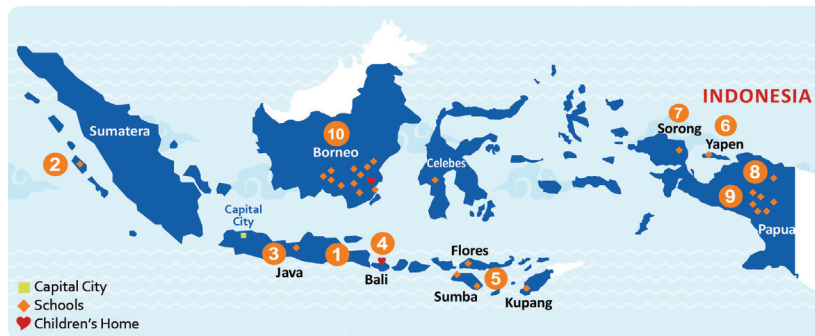 INDONESIA
7
Sorong
6
Yapen
Sumatera
10
Borneo
Celebes
2
8
9
Papua
Capital
City
3
1
4
Java
Bali
Flores
5
Sumba
Kupang
Capital City
Schools
Children's Home